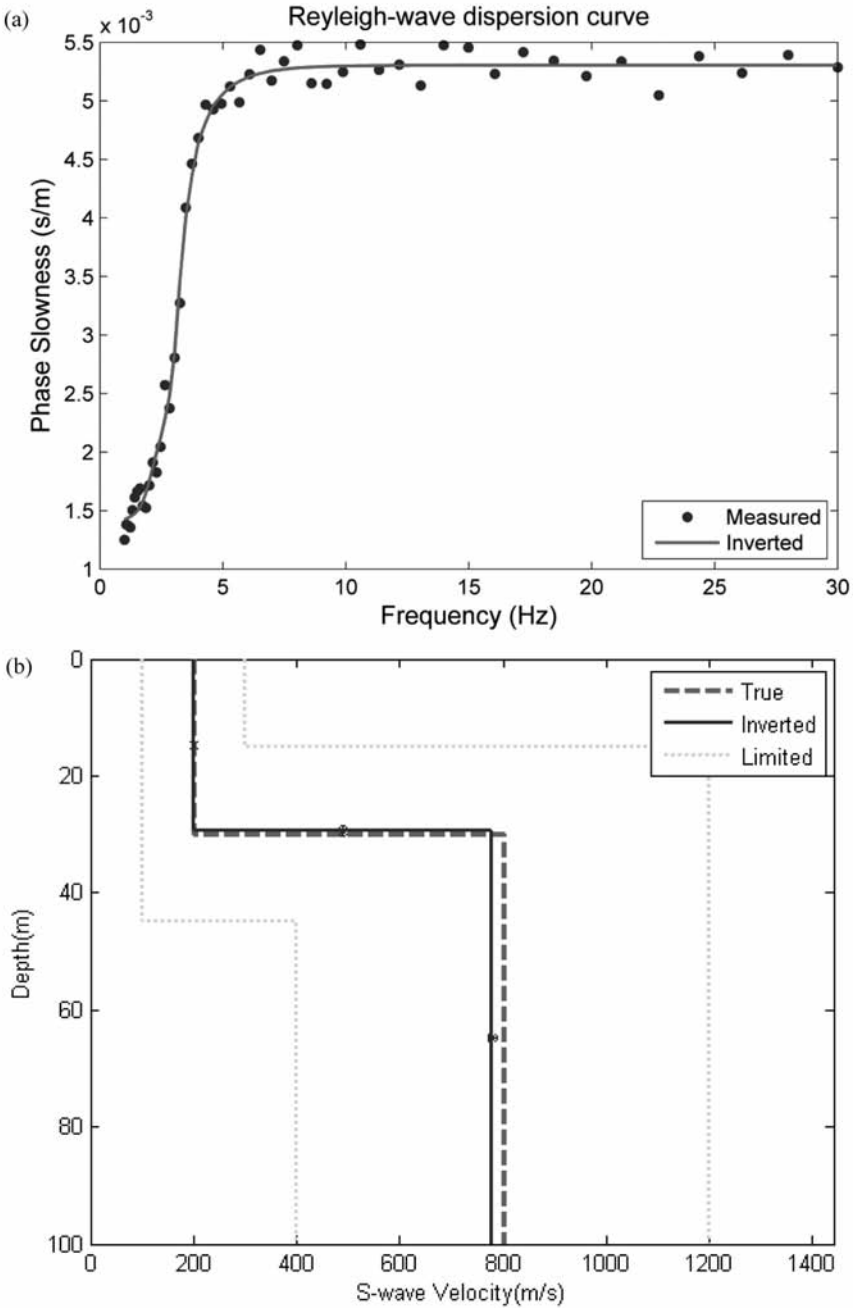 (a)
x 10⁻³
Reyleigh-wave dispersion curve
5.5
5
4.5
4
3.5
3
2.5
2
1.5
1
Phase Slowness (s/m)
Measured
Inverted
0 5 10 15 20 25 30
Frequency (Hz)
(b)
0
20
40
60
80
100
Depth(m)
True
Inverted
Limited
0 200 400 600 800 1000 1200 1400
S-wave Velocity(m/s)